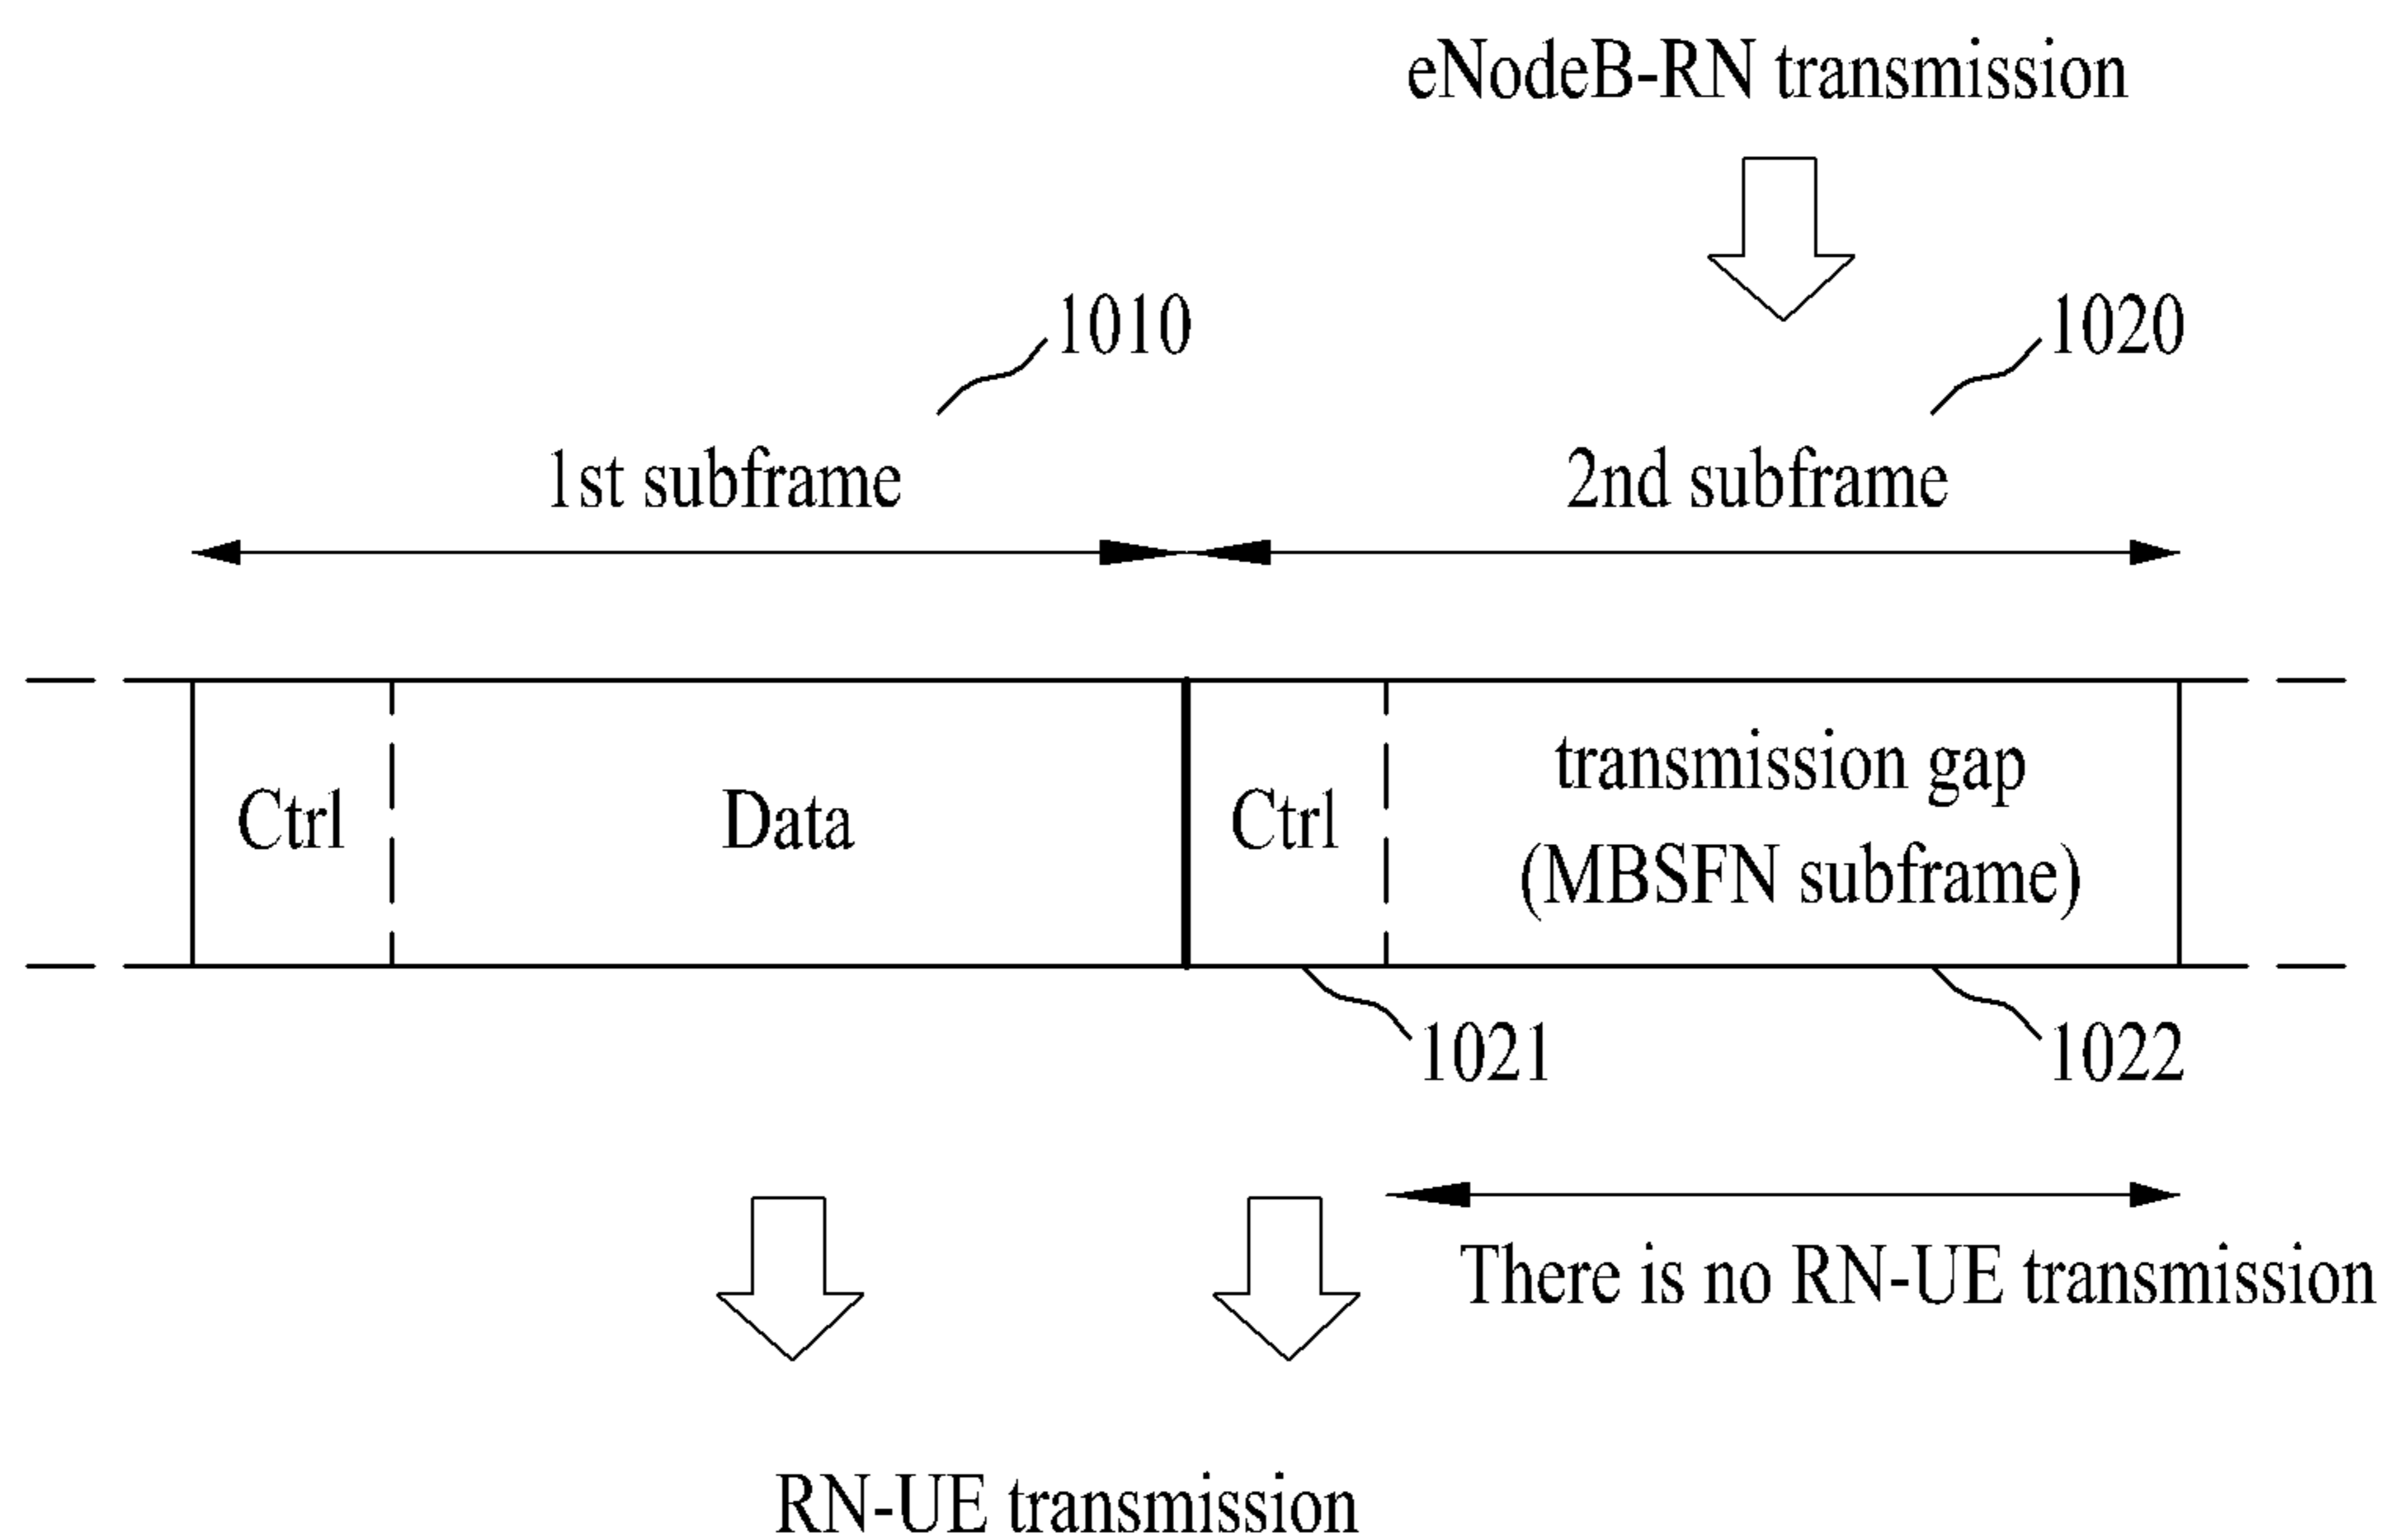 eNodeB-RN transmission
1010
1020
1st subframe
2nd subframe
Ctrl
Data
Ctrl
transmission gap
(MBSFN subframe)
1021
1022
There is no RN-UE transmission
RN-UE transmission